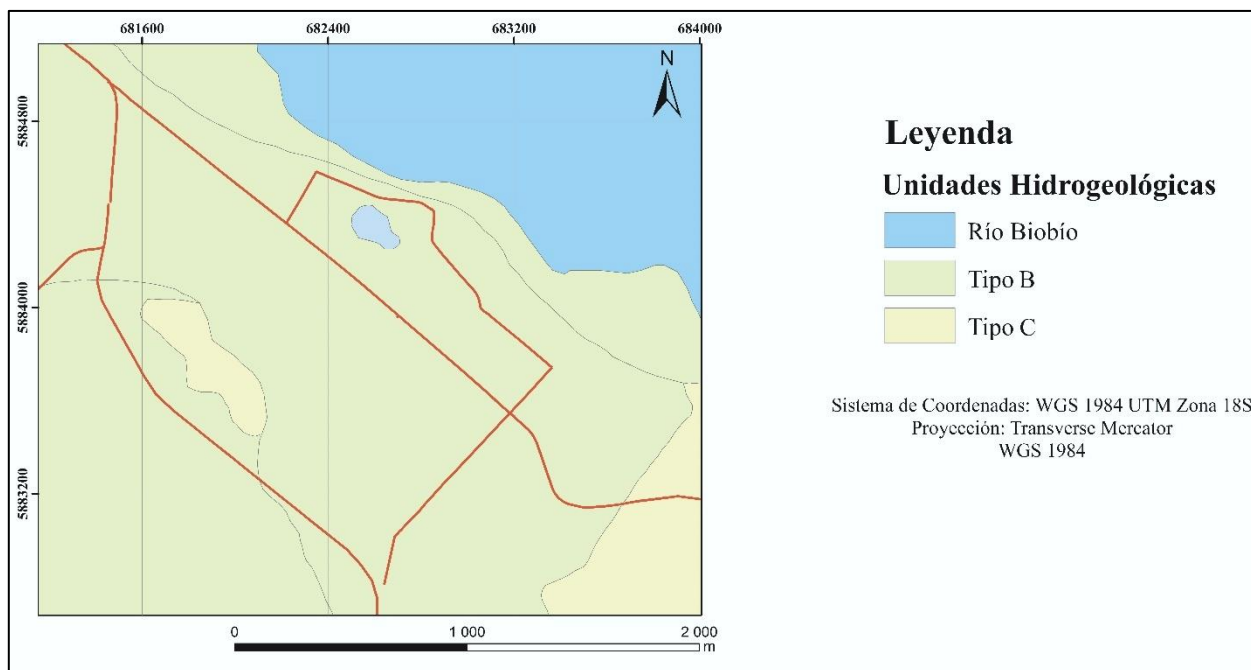 681600 682400 683200 684000
N
5884800
5884000
5883200
0 1 000 2 000
m
Leyenda
Unidades Hidrogeológicas
Río Biobío
Tipo B
Tipo C
Sistema de Coordenadas: WGS 1984 UTM Zona 18S
Proyección: Transverse Mercator
WGS 1984